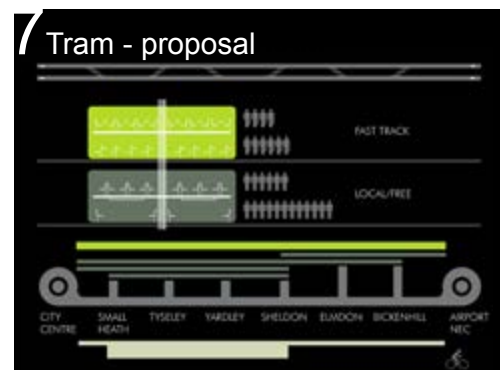 7 Tram - proposal
FAST TRACK
LOCAL/FREE
CITY CENTRE
SMALL HEATH
TYSELEY
YARDLEY
SHELDON
ELMDON
BICKENHILL
AIRPORT NEC